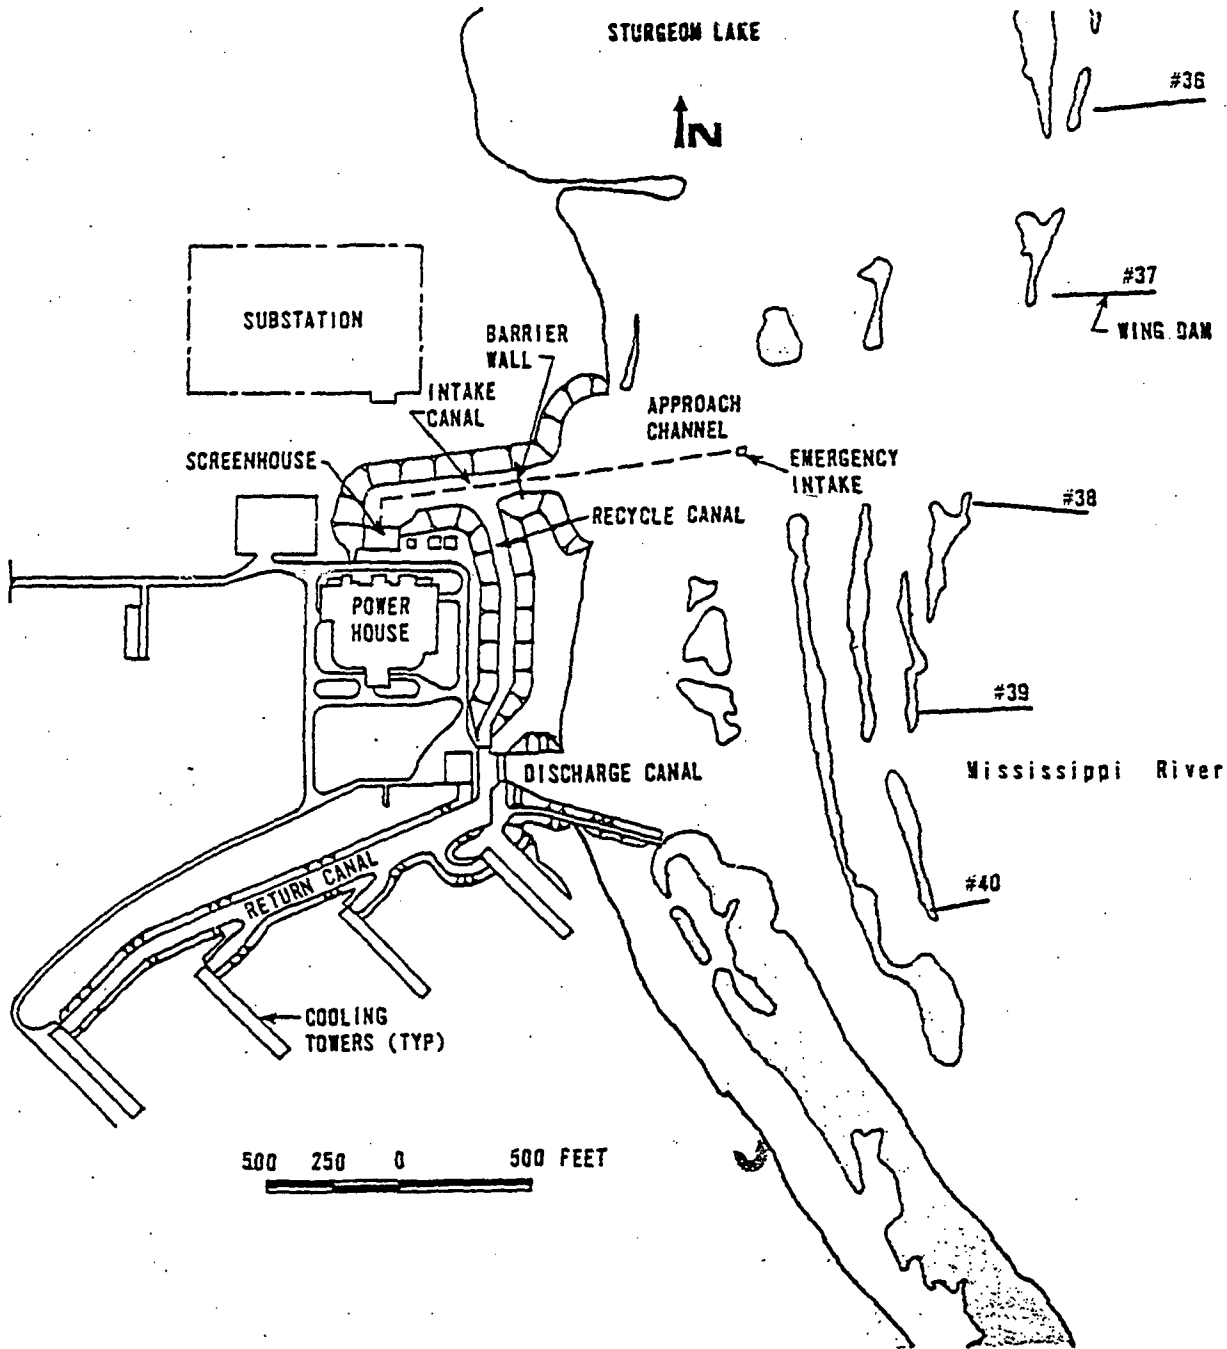 STURGEON LAKE
#36
N
#37
WING DAM
SUBSTATION
BARRIER
WALL
INTAKE
CANAL
APPROACH
CHANNEL
SCREENHOUSE
EMERGENCY
INTAKE
#38
RECYCLE CANAL
POWER
HOUSE
#39
DISCHARGE CANAL
Mississippi River
RETURN CANAL
#40
COOLING
TOWERS (TYP)
500 250 0 500 FEET